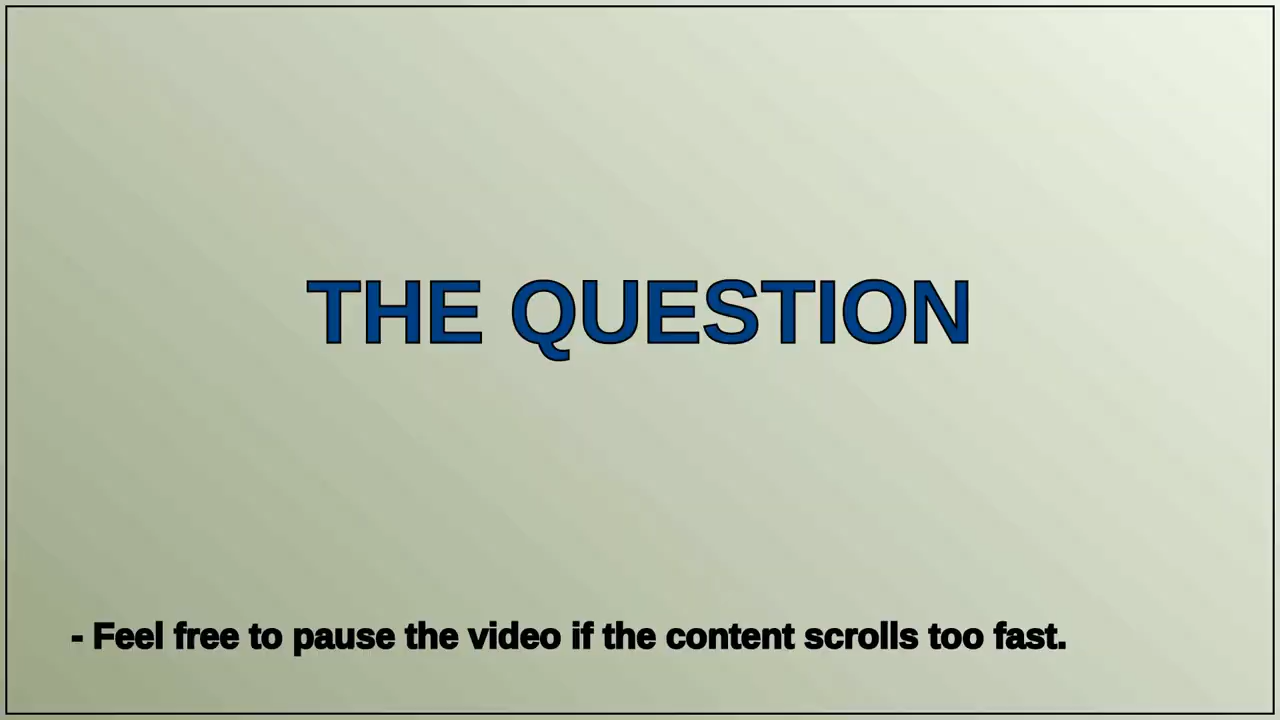 THE QUESTION
- Feel free to pause the video if the content scrolls too fast.